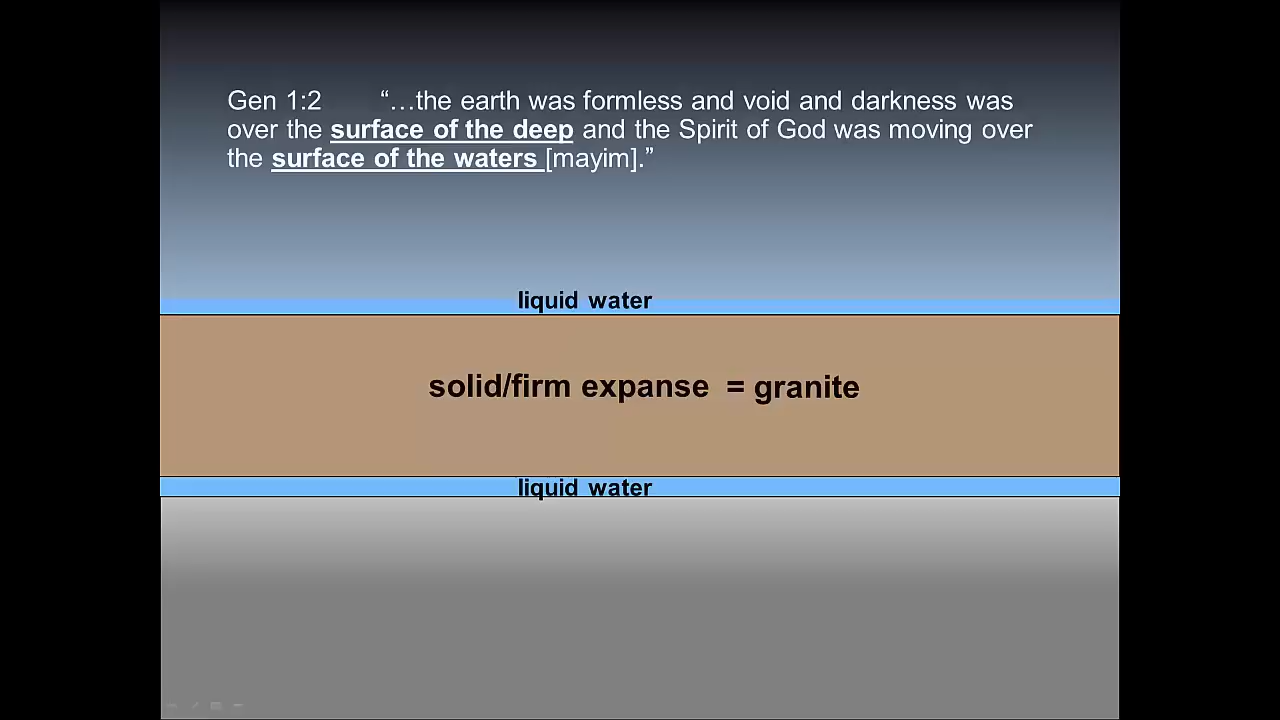 Gen 1:2 “…the earth was formless and void and darkness was
over the surface of the deep and the Spirit of God was moving over
the surface of the waters [mayim].”
liquid water
solid/firm expanse = granite
liquid water